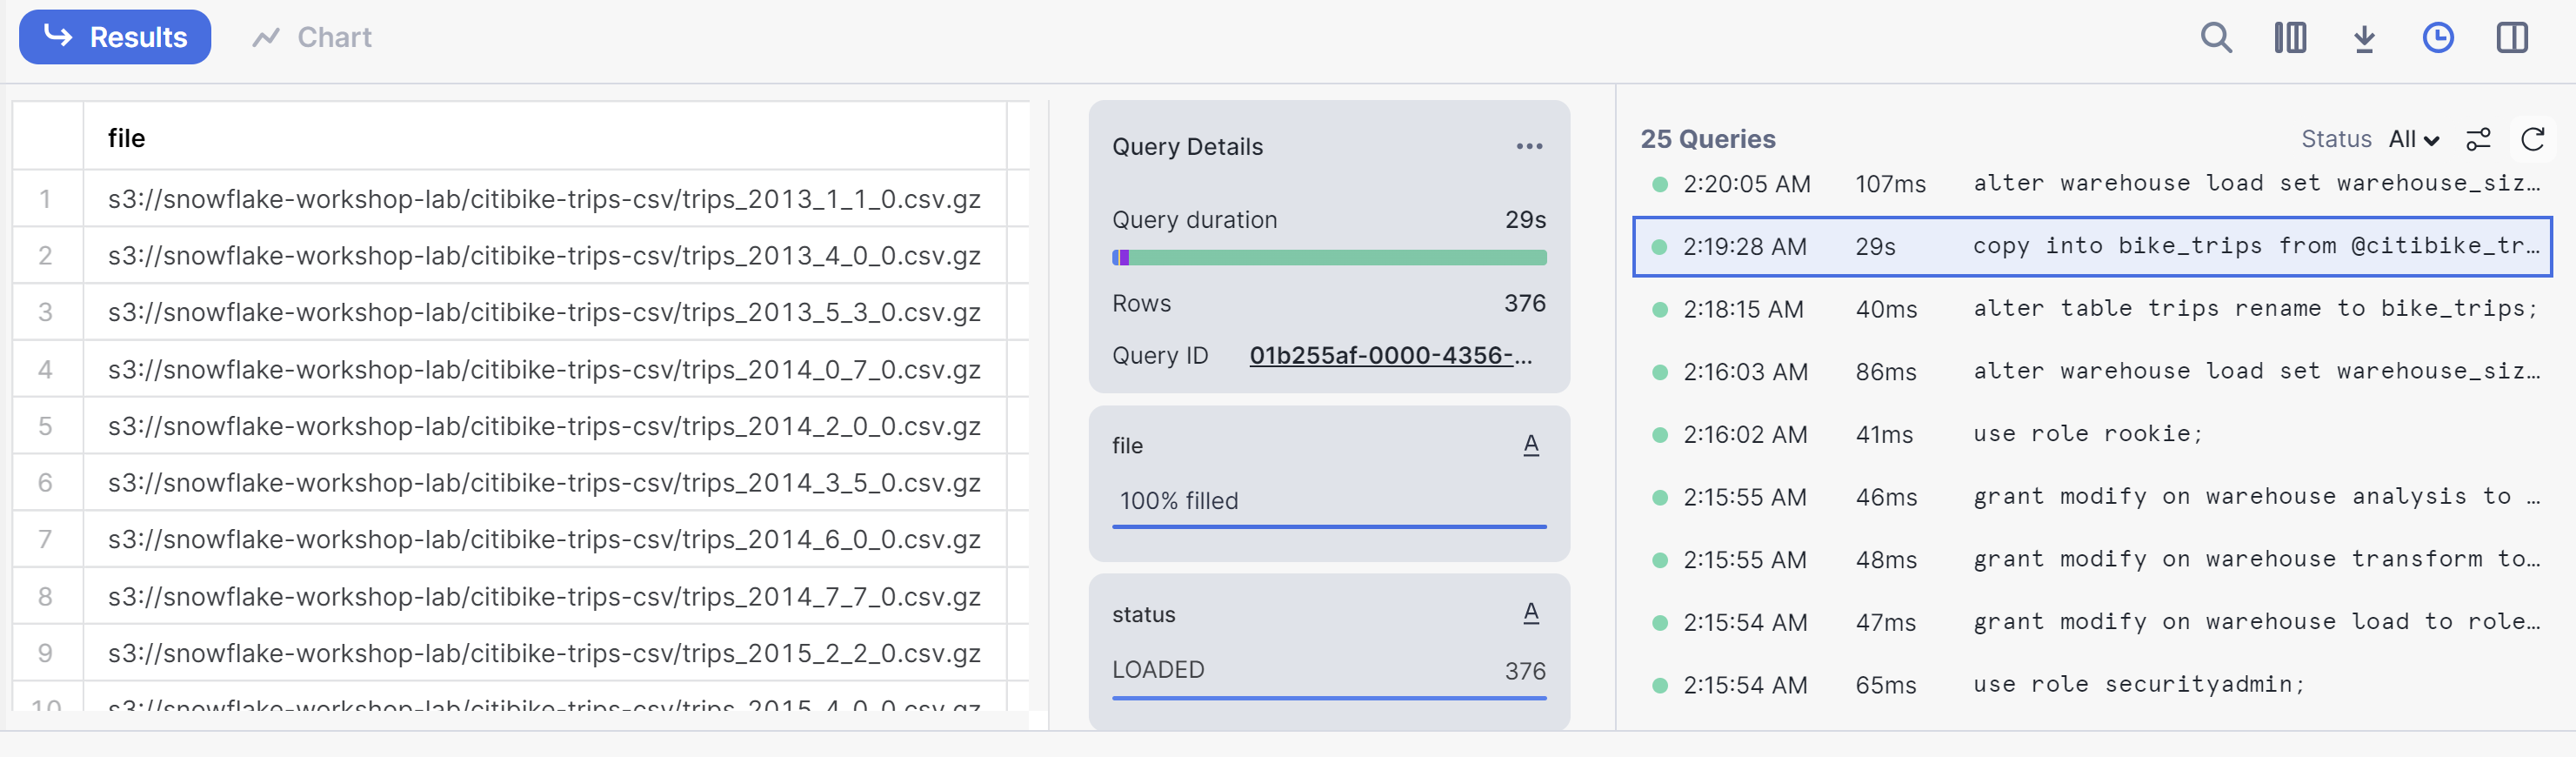 Results Chart
file
1 s3://snowflake-workshop-lab/citibike-trips-csv/trips_2013_1_1_0.csv.gz
2 s3://snowflake-workshop-lab/citibike-trips-csv/trips_2013_4_0_0.csv.gz
3 s3://snowflake-workshop-lab/citibike-trips-csv/trips_2013_5_3_0.csv.gz
4 s3://snowflake-workshop-lab/citibike-trips-csv/trips_2014_0_7_0.csv.gz
5 s3://snowflake-workshop-lab/citibike-trips-csv/trips_2014_2_0_0.csv.gz
6 s3://snowflake-workshop-lab/citibike-trips-csv/trips_2014_3_5_0.csv.gz
7 s3://snowflake-workshop-lab/citibike-trips-csv/trips_2014_6_0_0.csv.gz
8 s3://snowflake-workshop-lab/citibike-trips-csv/trips_2014_7_7_0.csv.gz
9 s3://snowflake-workshop-lab/citibike-trips-csv/trips_2015_2_2_0.csv.gz
10 s3://snowflake-workshop-lab/citibike-trips-csv/trips_2015_4_0_0.csv.gz
Query Details ...
Query duration 29s
Rows 376
Query ID 01b255af-0000-4356-...
file A
100% filled
status A
LOADED 376
25 Queries Status All
2:20:05 AM 107ms alter warehouse load set warehouse_siz...
2:19:28 AM 29s copy into bike_trips from @citibike_tr...
2:18:15 AM 40ms alter table trips rename to bike_trips;
2:16:03 AM 86ms alter warehouse load set warehouse_siz...
2:16:02 AM 41ms use role rookie;
2:15:55 AM 46ms grant modify on warehouse analysis to ...
2:15:55 AM 48ms grant modify on warehouse transform to...
2:15:54 AM 47ms grant modify on warehouse load to role...
2:15:54 AM 65ms use role securityadmin;